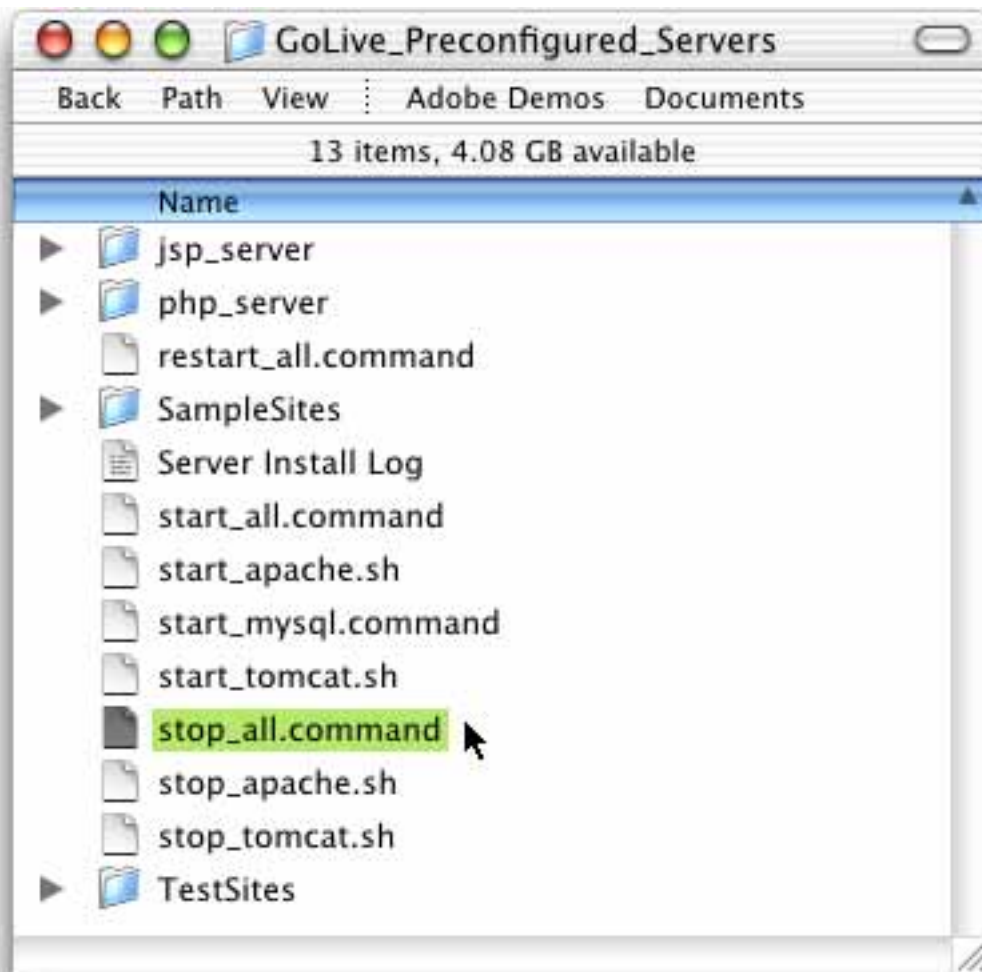 GoLive_Preconfigured_Servers
Back Path View Adobe Demos Documents
13 items, 4.08 GB available
Name
jsp_server
php_server
restart_all.command
SampleSites
Server Install Log
start_all.command
start_apache.sh
start_mysql.command
start_tomcat.sh
stop_all.command
stop_apache.sh
stop_tomcat.sh
TestSites